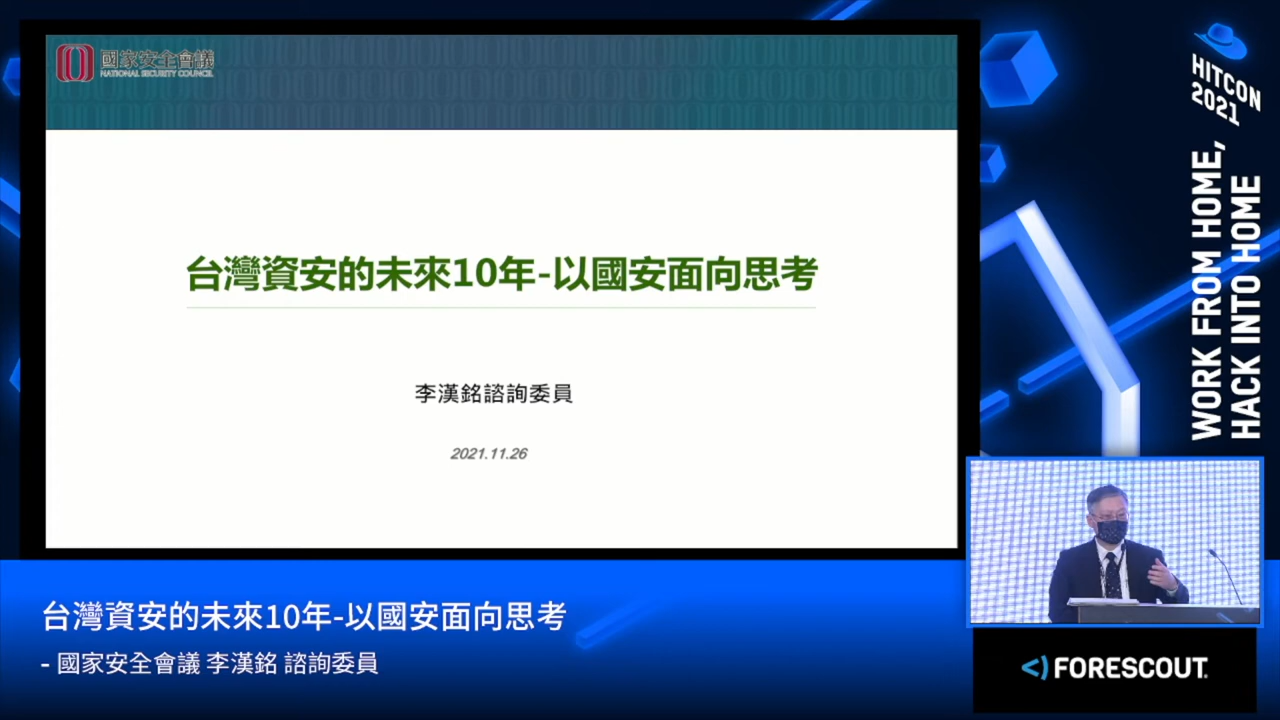 國家安全會議
NATIONAL SECURITY COUNCIL
台灣資安的未來10年-以國安面向思考
李漢銘諮詢委員
2021.11.26
HITCON
2021
WORK FROM HOME,
HACK INTO HOME
台灣資安的未來10年-以國安面向思考
- 國家安全會議 李漢銘 諮詢委員
FORESCOUT.